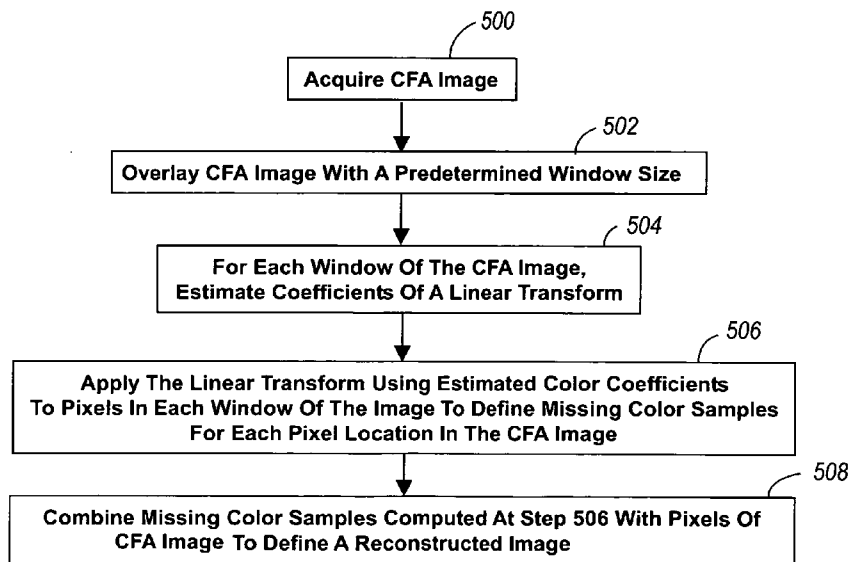 500
Acquire CFA Image
502
Overlay CFA Image With A Predetermined Window Size
504
For Each Window Of The CFA Image,
Estimate Coefficients Of A Linear Transform
506
Apply The Linear Transform Using Estimated Color Coefficients
To Pixels In Each Window Of The Image To Define Missing Color Samples
For Each Pixel Location In The CFA Image
508
Combine Missing Color Samples Computed At Step 506 With Pixels Of
CFA Image To Define A Reconstructed Image